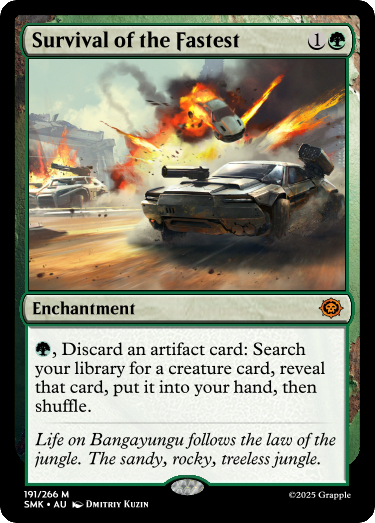 Survival of the Fastest 1
Enchantment
, Discard an artifact card: Search
your library for a creature card, reveal
that card, put it into your hand, then
shuffle.
Life on Bangayungu follows the law of the
jungle. The sandy, rocky, treeless jungle.
191/266 M
SMK • AU Dmitriy Kuzin
©2025 Grapple